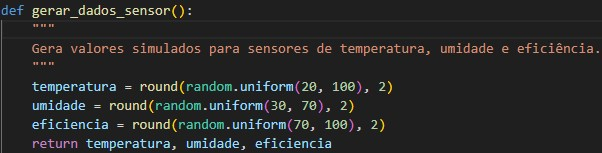 def gerar_dados_sensor():
    """
    Gera valores simulados para sensores de temperatura, umidade e eficiência.
    """
    temperatura = round(random.uniform(20, 100), 2)
    umidade = round(random.uniform(30, 70), 2)
    eficiencia = round(random.uniform(70, 100), 2)
    return temperatura, umidade, eficiencia